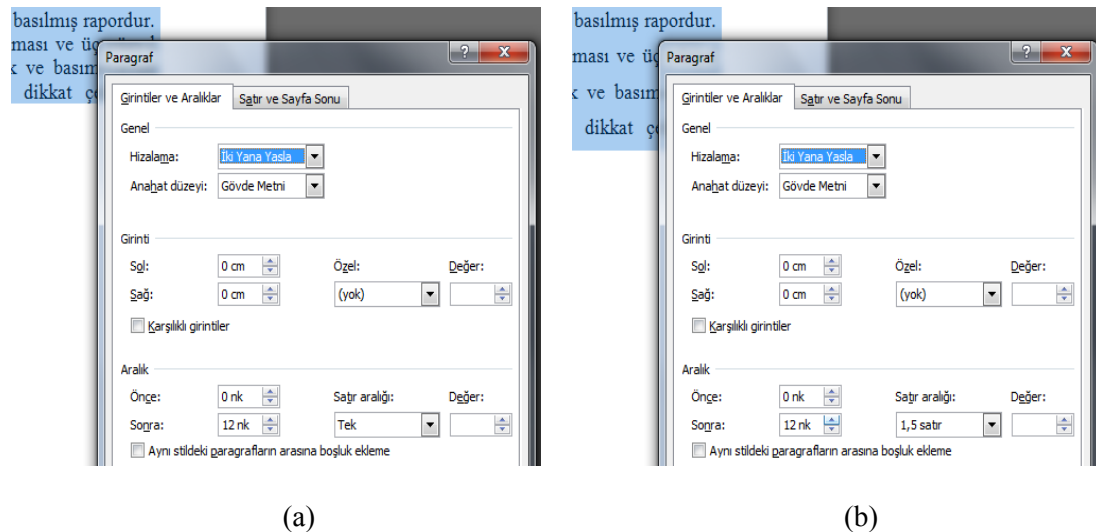 basılmış rapordur.
ması ve üç
k ve basım
dikkat çe
Paragraf
Girintiler ve Aralıklar Satır ve Sayfa Sonu
Genel
Hizalama: İki Yana Yasla
Anahat düzeyi: Gövde Metni
Girinti
Sol: 0 cm Özel: Değer:
Sağ: 0 cm (yok)
Karşılıklı girintiler
Aralık
Önce: 0 nk Satır aralığı: Değer:
Sonra: 12 nk Tek
Aynı stildeki paragrafların arasına boşluk ekleme
(a)
basılmış rapordur.
ması ve üç
k ve basım
dikkat çe
Paragraf
Girintiler ve Aralıklar Satır ve Sayfa Sonu
Genel
Hizalama: İki Yana Yasla
Anahat düzeyi: Gövde Metni
Girinti
Sol: 0 cm Özel: Değer:
Sağ: 0 cm (yok)
Karşılıklı girintiler
Aralık
Önce: 0 nk Satır aralığı: Değer:
Sonra: 12 nk 1,5 satır
Aynı stildeki paragrafların arasına boşluk ekleme
(b)